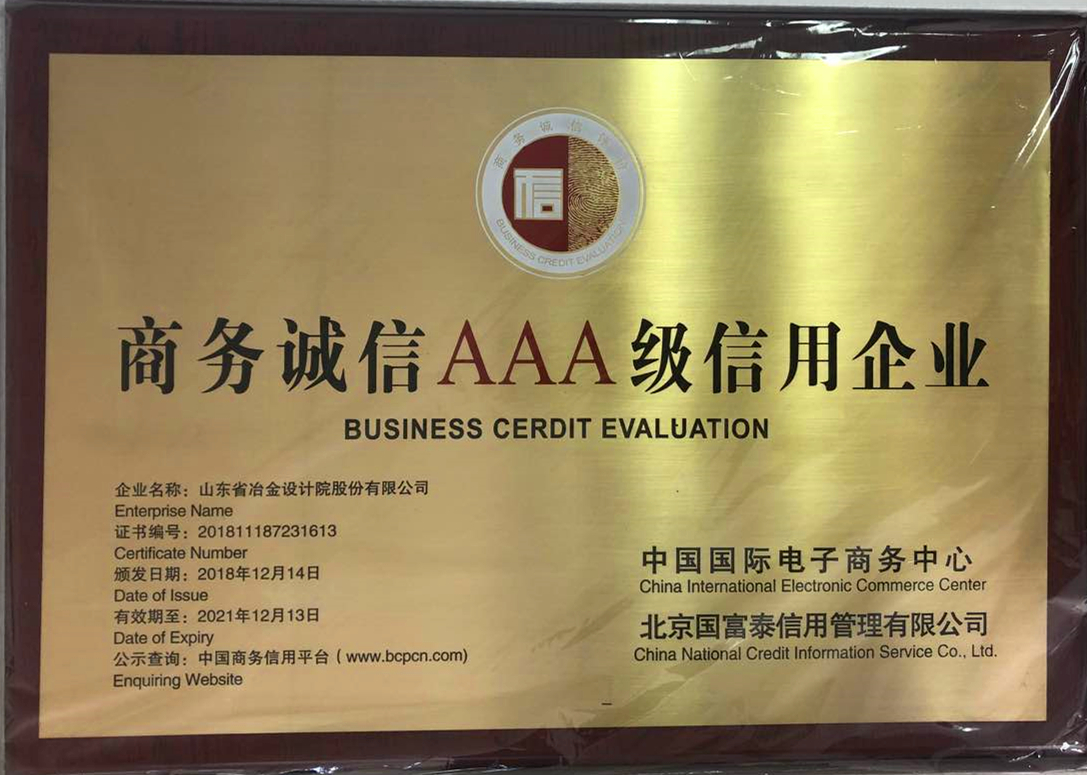 商务诚信评价
信
BUSINESS CREDIT EVALUATION
商务诚信AAA级信用企业
BUSINESS CERDIT EVALUATION
企业名称：山东省冶金设计院股份有限公司
Enterprise Name
证书编号：201811187231613
Certificate Number
颁发日期：2018年12月14日
Date of Issue
有效期至：2021年12月13日
Date of Expiry
公示查询：中国商务信用平台（www.bcpcn.com)
Enquiring Website
中国国际电子商务中心
China International Electronic Commerce Center
北京国富泰信用管理有限公司
China National Credit Information Service Co., Ltd.